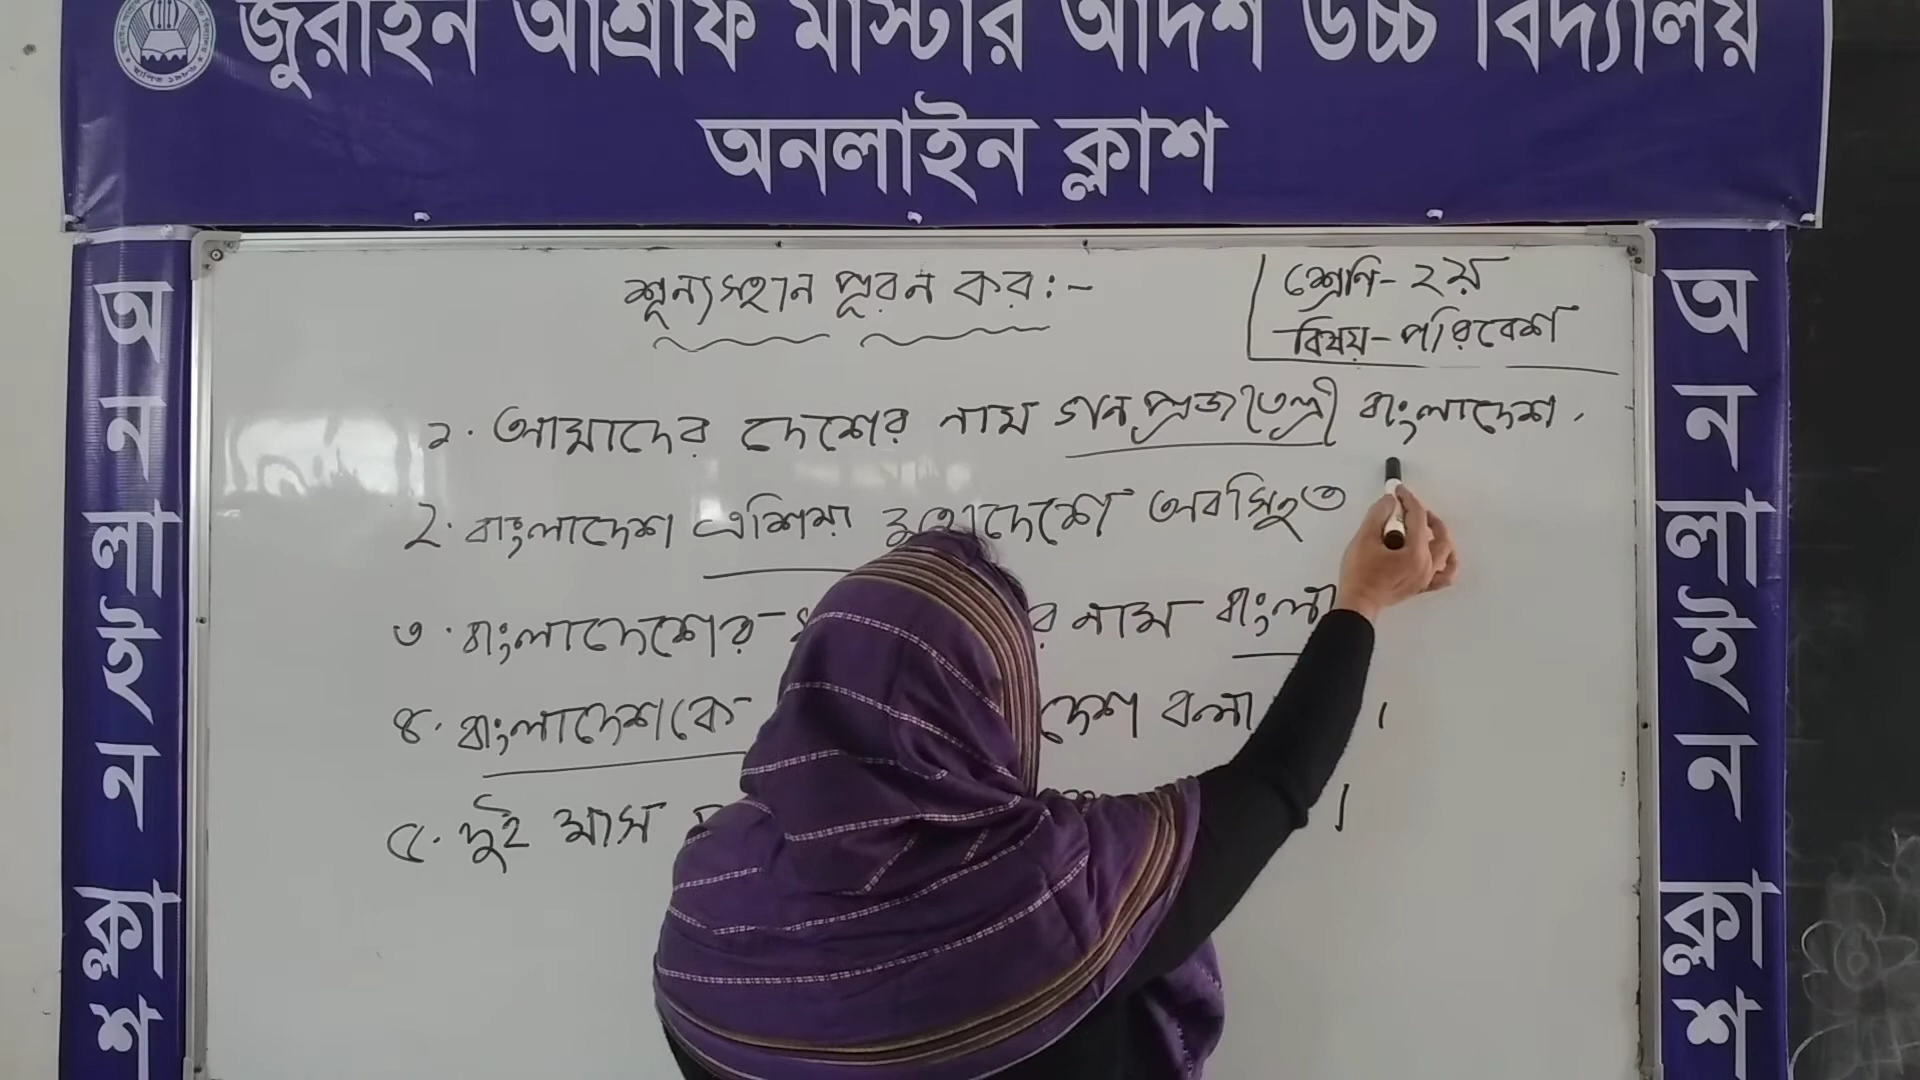 জুরাইন আশ্রাফ মাস্টার আদর্শ উচ্চ বিদ্যালয়
অনলাইন ক্লাশ
শূন্যস্থান পূরন কর:-
শ্রেণি-২য়
বিষয়-পরিবেশ
১. আমাদের দেশের নাম গনপ্রজাতন্ত্রী বাংলাদেশ.
২. বাংলাদেশ এশিয়া মহাদেশে অবস্থিত
৩. বাংলাদেশের র নাম বাংলা
৪. বাংলাদেশকে দেশ বলা ।
৫. দুই মাস ।
অনলাইন ক্লাশ
অনলাইন ক্লাশ